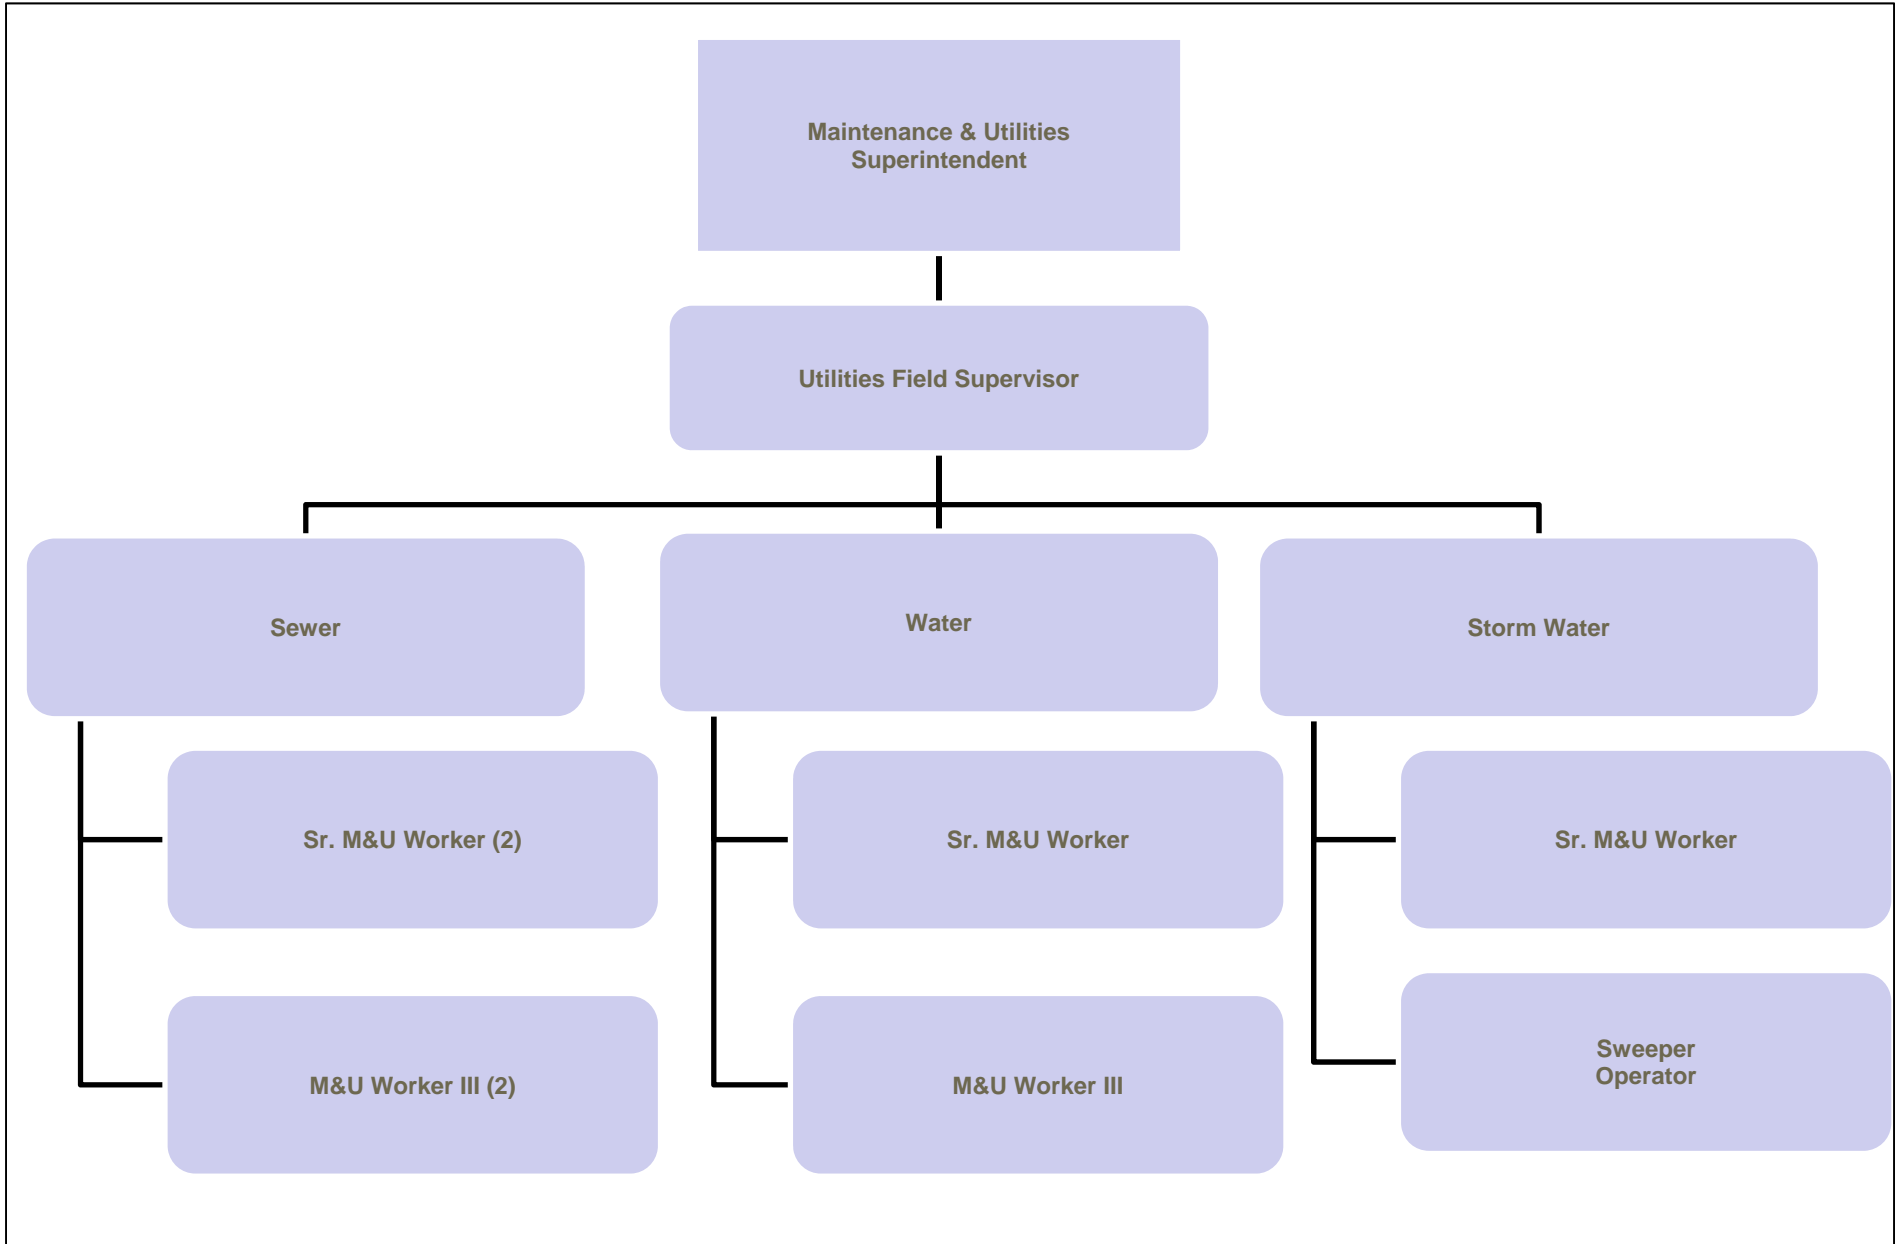 Maintenance & Utilities
Superintendent
Utilities Field Supervisor
Sewer
Water
Storm Water
Sr. M&U Worker (2)
Sr. M&U Worker
Sr. M&U Worker
M&U Worker III (2)
M&U Worker III
Sweeper
Operator